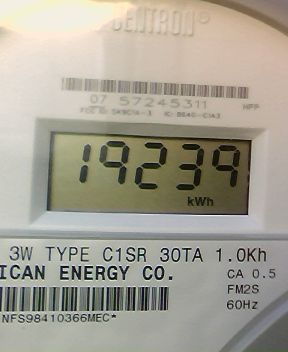 CENTRON®
07 57245311
HPP
19239
kWh
3W TYPE C1SR 30TA 1.0Kh
ICAN ENERGY CO.
CA 0.5
FM2S
60Hz
NFS98410366MEC*